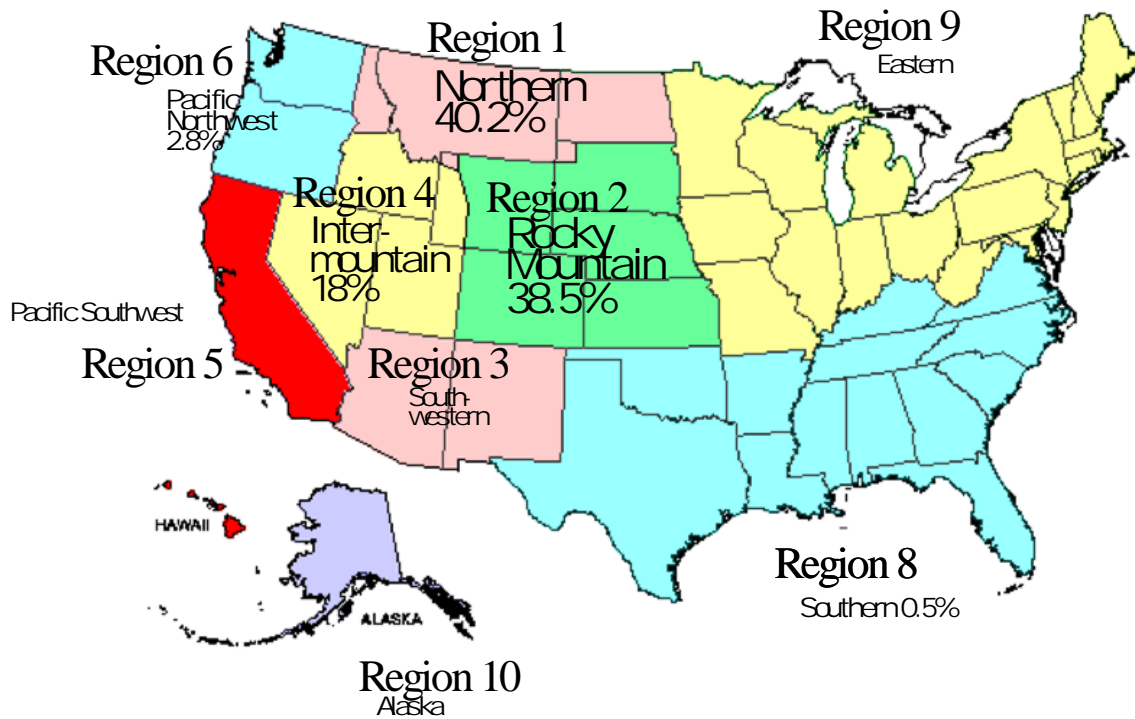 Region 1
Northern
40.2%
Region 9
Eastern
Region 6
Pacific
Northwest
2.8%
Region 4
Inter-
mountain
18%
Region 2
Rocky
Mountain
38.5%
Pacific Southwest
Region 5
Region 3
South-
western
HAWAII
ALASKA
Region 8
Southern 0.5%
Region 10
Alaska